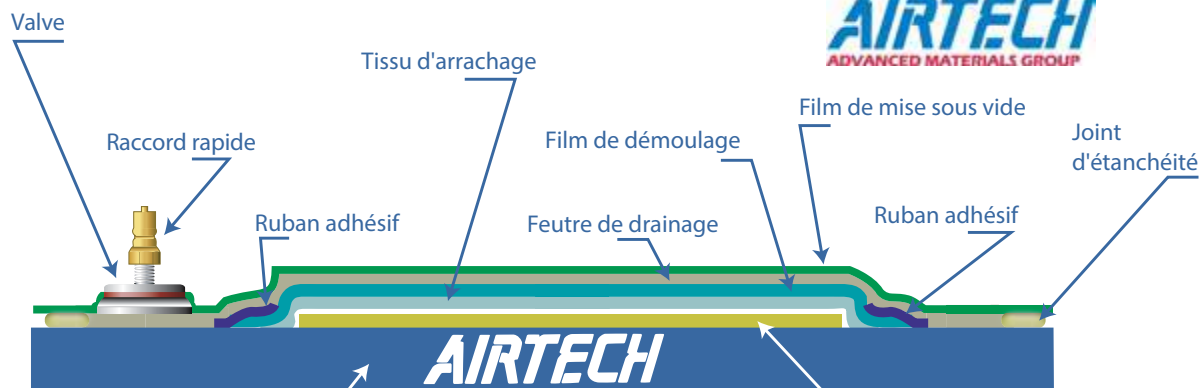 Valve
AIRTECH
ADVANCED MATERIALS GROUP
Tissu d'arrachage
Film de mise sous vide
Raccord rapide
Film de démoulage
Joint
d'étanchéité
Ruban adhésif
Feutre de drainage
Ruban adhésif
AIRTECH